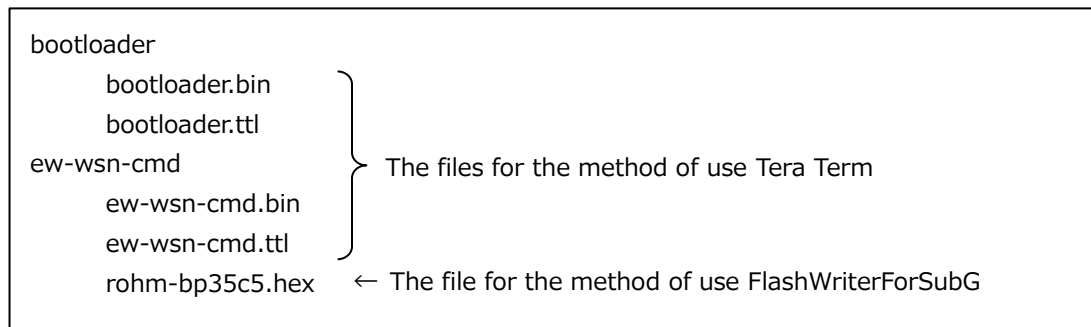 bootloader
bootloader.bin
bootloader.ttl
ew-wsn-cmd
The files for the method of use Tera Term
ew-wsn-cmd.bin
ew-wsn-cmd.ttl
rohm-bp35c5.hex ← The file for the method of use FlashWriterForSubG